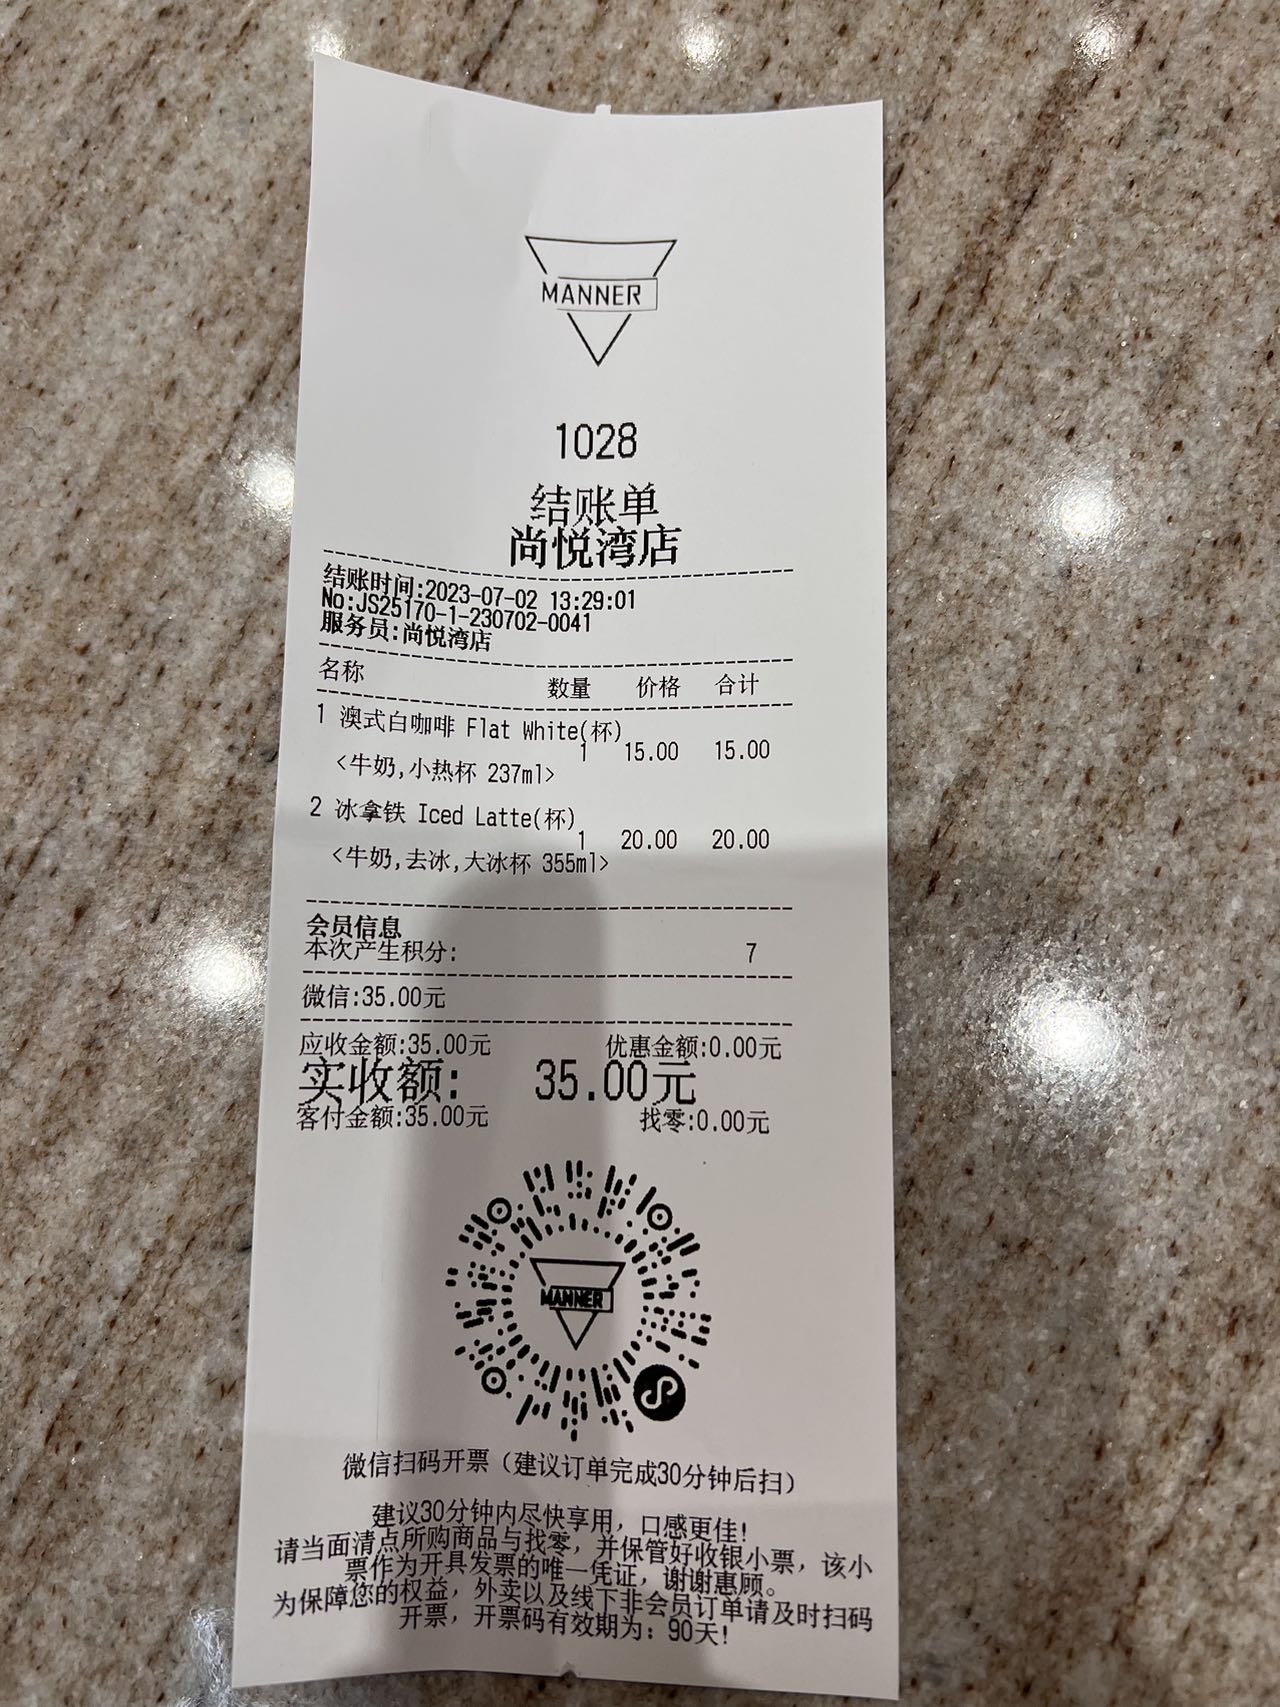 MANNER
1028
结账单
尚悦湾店
结账时间:2023-07-02 13:29:01
No:JS25170-1-230702-0041
服务员:尚悦湾店
名称 数量 价格 合计
1 澳式白咖啡 Flat White(杯)
1 15.00 15.00
<牛奶,小热杯 237ml>
2 冰拿铁 Iced Latte(杯)
1 20.00 20.00
<牛奶,去冰,大冰杯 355ml>
会员信息
本次产生积分: 7
微信:35.00元
应收金额:35.00元 优惠金额:0.00元
实收额: 35.00元
客付金额:35.00元 找零:0.00元
MANNER
微信扫码开票（建议订单完成30分钟后扫）
建议30分钟内尽快享用，口感更佳!
请当面清点所购商品与找零，并保管好收银小票，该小
票作为开具发票的唯一凭证，谢谢惠顾。
为保障您的权益，外卖以及线下非会员订单请及时扫码
开票，开票码有效期为：90天!